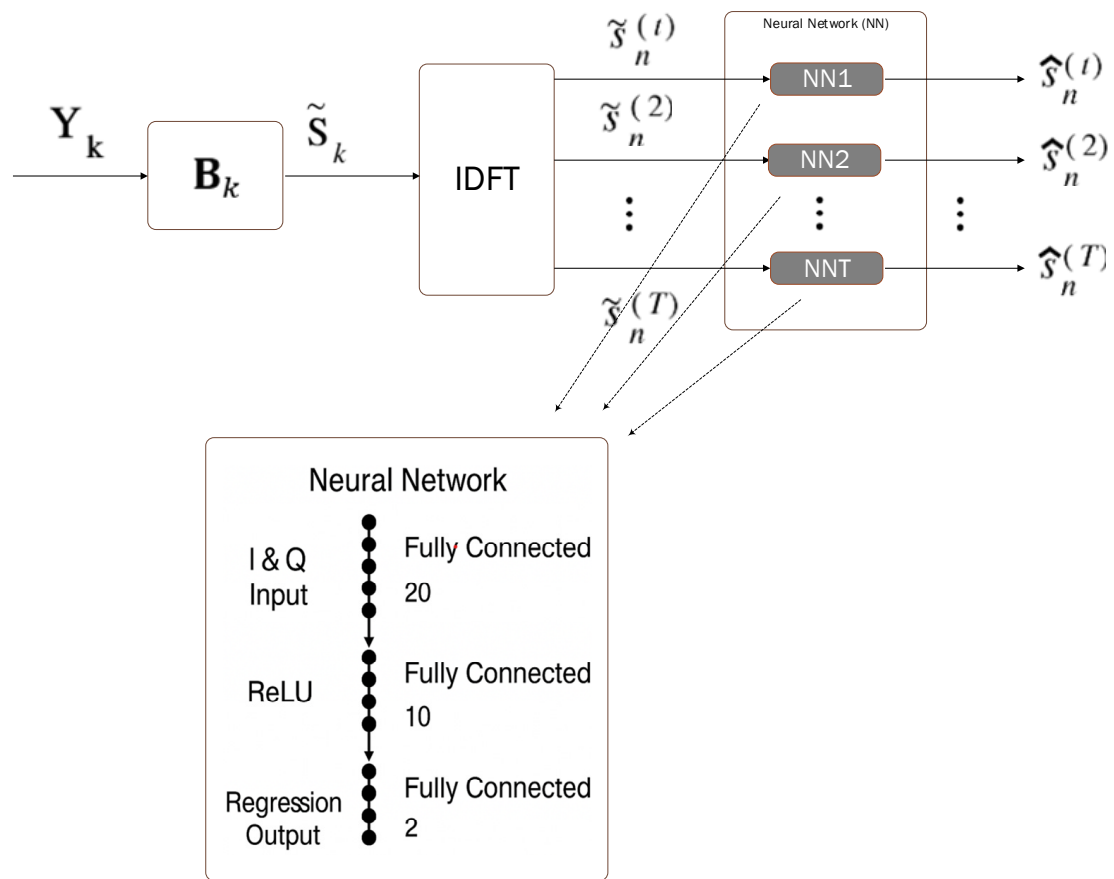 Neural Network (NN)
Y_k
B_k
S̃_k
IDFT
s̃_n^(t)
NN1
ŝ_n^(t)
s̃_n^(2)
NN2
ŝ_n^(2)
⋮ ⋮ ⋮
s̃_n^(T)
NNT
ŝ_n^(T)
Neural Network
I & Q
Input
Fully Connected
20
ReLU
Fully Connected
10
Regression
Output
Fully Connected
2